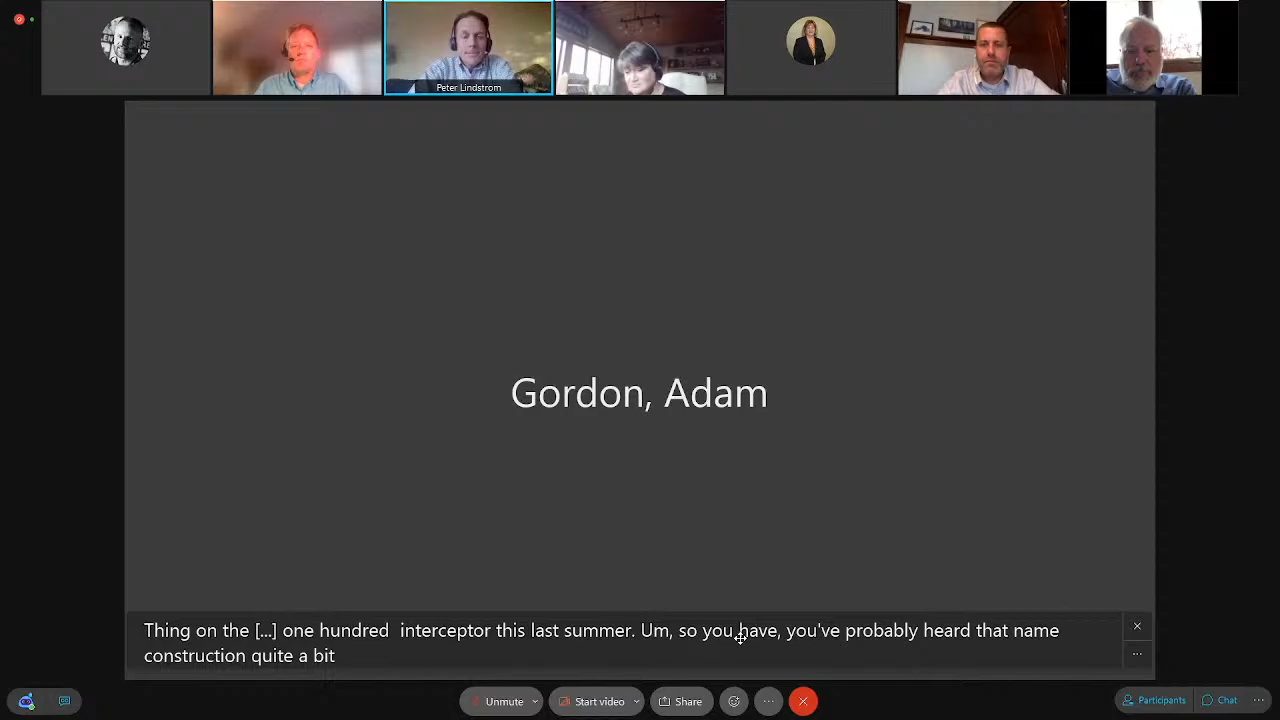 Peter Lindstrom
Gordon, Adam
Thing on the [...] one hundred interceptor this last summer. Um, so you have, you've probably heard that name
construction quite a bit
Unmute
Start video
Share
Participants
Chat